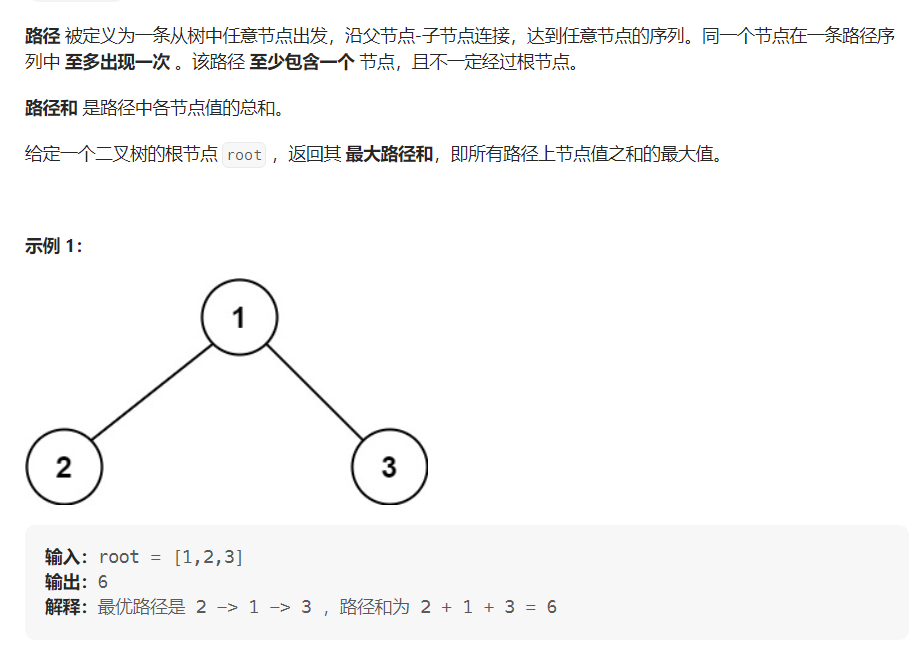 路径 被定义为一条从树中任意节点出发，沿父节点-子节点连接，达到任意节点的序列。同一个节点在一条路径序
列中 至多出现一次 。该路径 至少包含一个 节点，且不一定经过根节点。
路径和 是路径中各节点值的总和。
给定一个二叉树的根节点 root ，返回其 最大路径和，即所有路径上节点值之和的最大值。
示例 1：
1
2 3
输入：root = [1,2,3]
输出：6
解释：最优路径是 2 -> 1 -> 3 ，路径和为 2 + 1 + 3 = 6